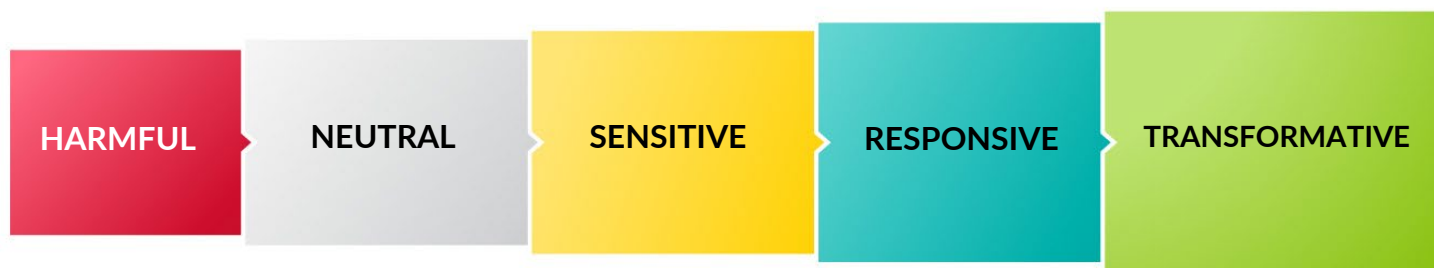 HARMFUL
NEUTRAL
SENSITIVE
RESPONSIVE
TRANSFORMATIVE